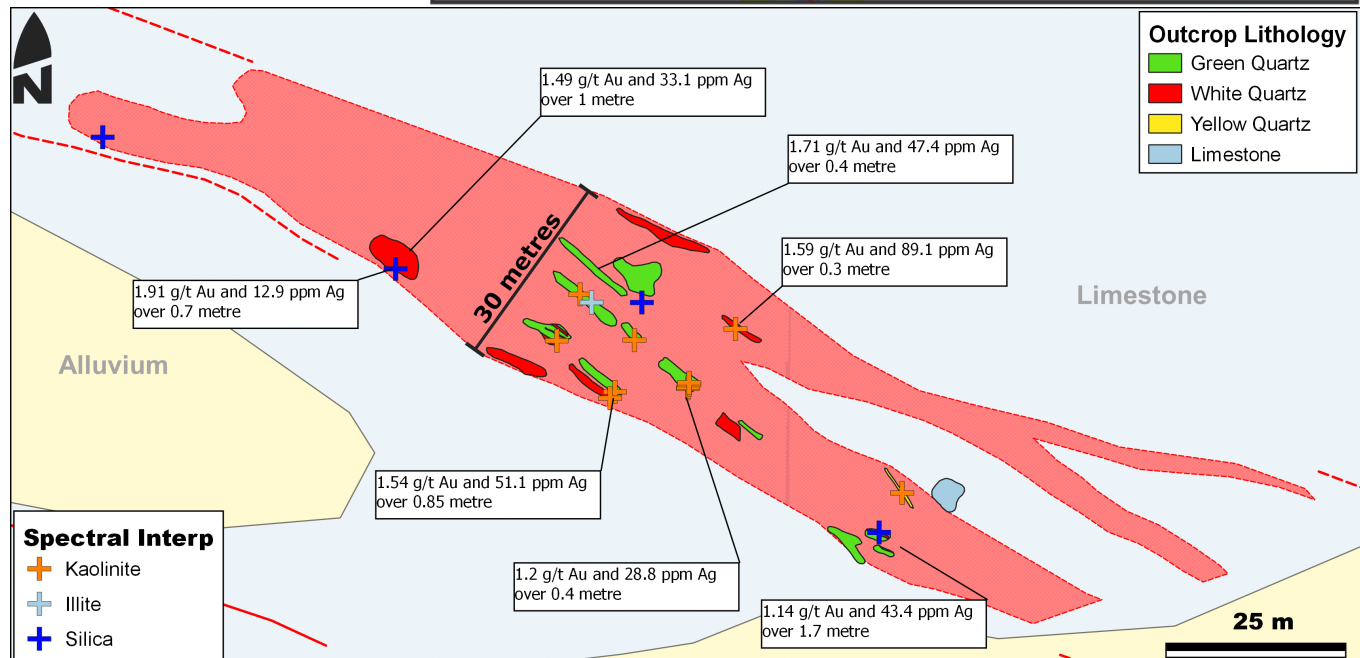 N
Outcrop Lithology
Green Quartz
White Quartz
Yellow Quartz
Limestone
1.49 g/t Au and 33.1 ppm Ag
over 1 metre
1.71 g/t Au and 47.4 ppm Ag
over 0.4 metre
1.59 g/t Au and 89.1 ppm Ag
over 0.3 metre
30 metres
1.91 g/t Au and 12.9 ppm Ag
over 0.7 metre
Limestone
Alluvium
1.54 g/t Au and 51.1 ppm Ag
over 0.85 metre
1.2 g/t Au and 28.8 ppm Ag
over 0.4 metre
1.14 g/t Au and 43.4 ppm Ag
over 1.7 metre
Spectral Interp
Kaolinite
Illite
Silica
25 m